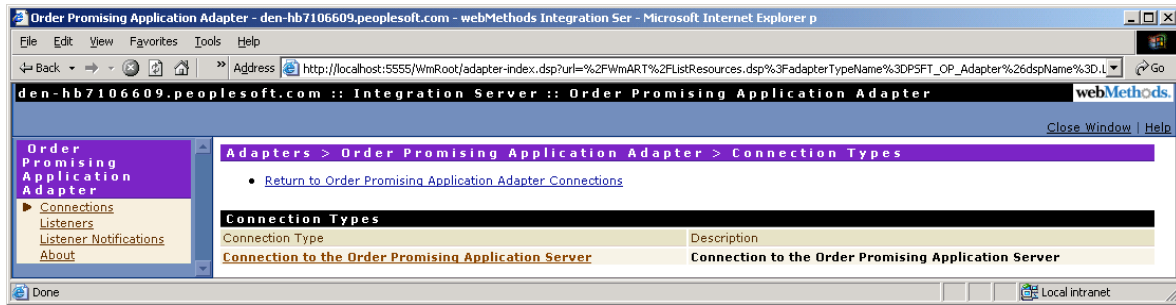 Order Promising Application Adapter - den-hb7106609.peoplesoft.com - webMethods Integration Ser - Microsoft Internet Explorer p
File Edit View Favorites Tools Help
Back » Address http://localhost:5555/WmRoot/adapter-index.dsp?url=%2FWmART%2FListResources.dsp%3FadapterTypeName%3DPSFT_OP_Adapter%26dspName%3D.L Go
den-hb7106609.peoplesoft.com :: Integration Server :: Order Promising Application Adapter webMethods.
Close Window | Help
Order
Promising
Application
Adapter
Connections
Listeners
Listener Notifications
About
Adapters > Order Promising Application Adapter > Connection Types
• Return to Order Promising Application Adapter Connections
Connection Types
Connection Type Description
Connection to the Order Promising Application Server Connection to the Order Promising Application Server
Done Local intranet